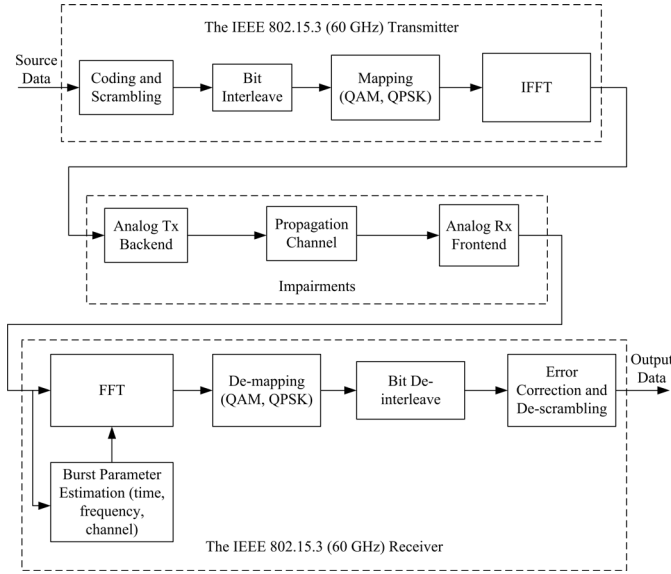 The IEEE 802.15.3 (60 GHz) Transmitter
Source
Data
Coding and
Scrambling
Bit
Interleave
Mapping
(QAM, QPSK)
IFFT
Analog Tx
Backend
Propagation
Channel
Analog Rx
Frontend
Impairments
FFT
De-mapping
(QAM, QPSK)
Bit De-
interleave
Error
Correction and
De-scrambling
Output
Data
Burst Parameter
Estimation (time,
frequency,
channel)
The IEEE 802.15.3 (60 GHz) Receiver